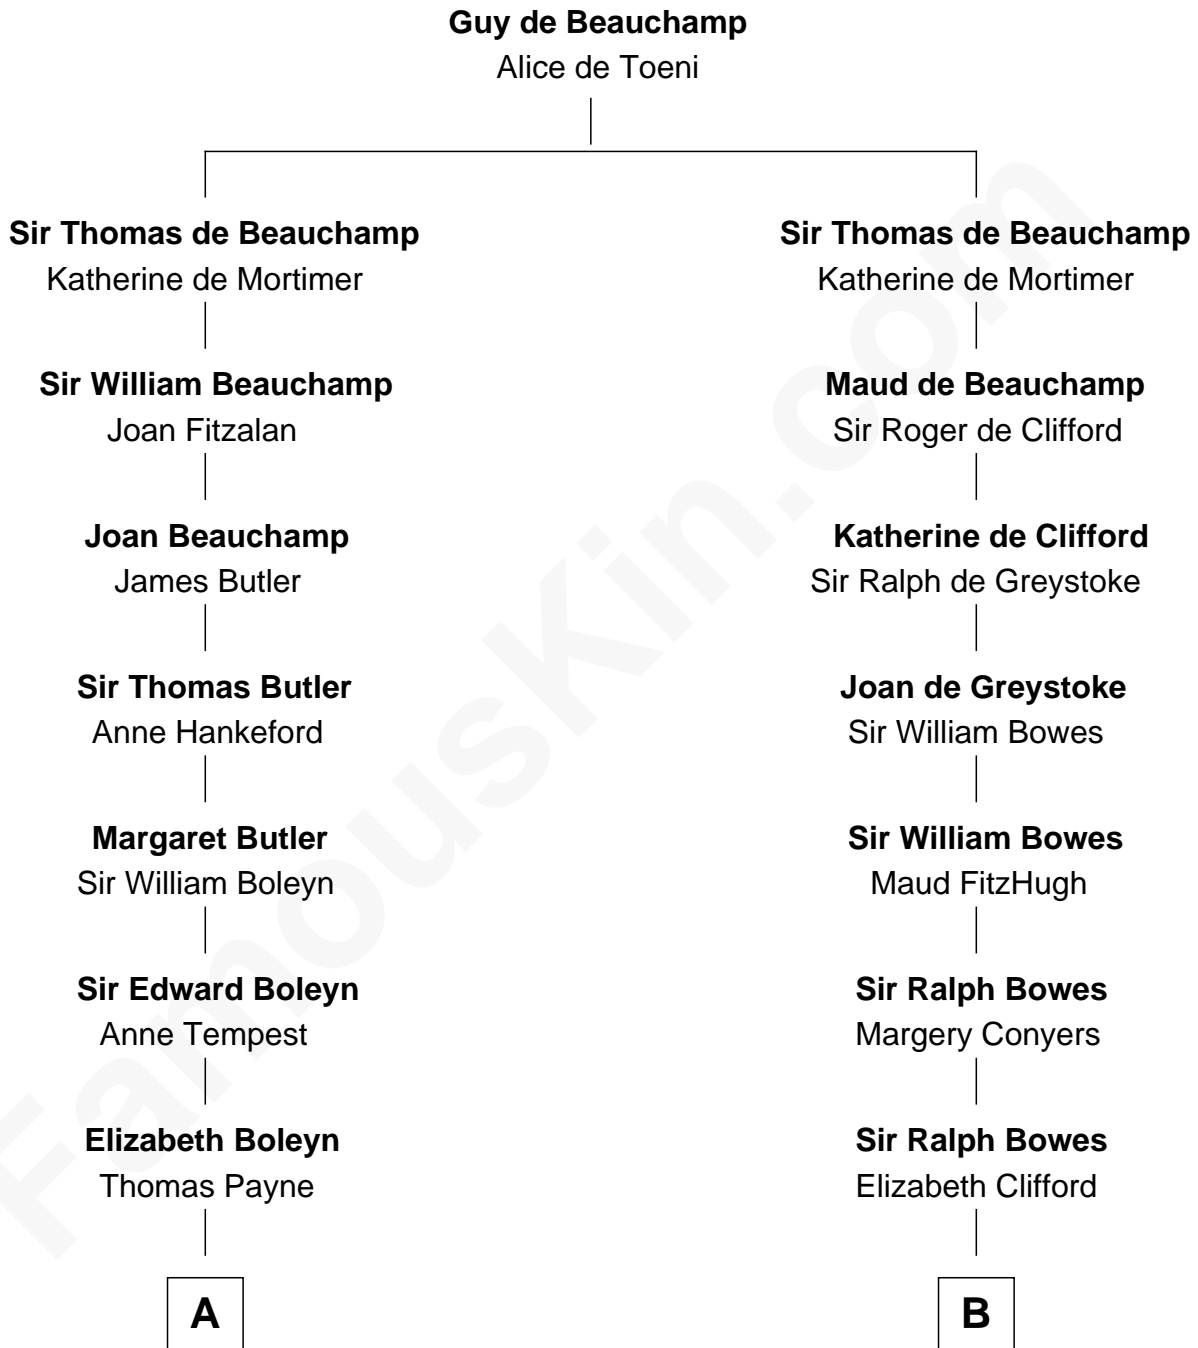 Guy de Beauchamp
Alice de Toeni
Sir Thomas de Beauchamp
Katherine de Mortimer
Sir Thomas de Beauchamp
Katherine de Mortimer
Sir William Beauchamp
Joan Fitzalan
Maud de Beauchamp
Sir Roger de Clifford
Joan Beauchamp
James Butler
Katherine de Clifford
Sir Ralph de Greystoke
Sir Thomas Butler
Anne Hankeford
Joan de Greystoke
Sir William Bowes
Margaret Butler
Sir William Boleyn
Sir William Bowes
Maud FitzHugh
Sir Edward Boleyn
Anne Tempest
Sir Ralph Bowes
Margery Conyers
Elizabeth Boleyn
Thomas Payne
Sir Ralph Bowes
Elizabeth Clifford
A
B
FamousKin.com